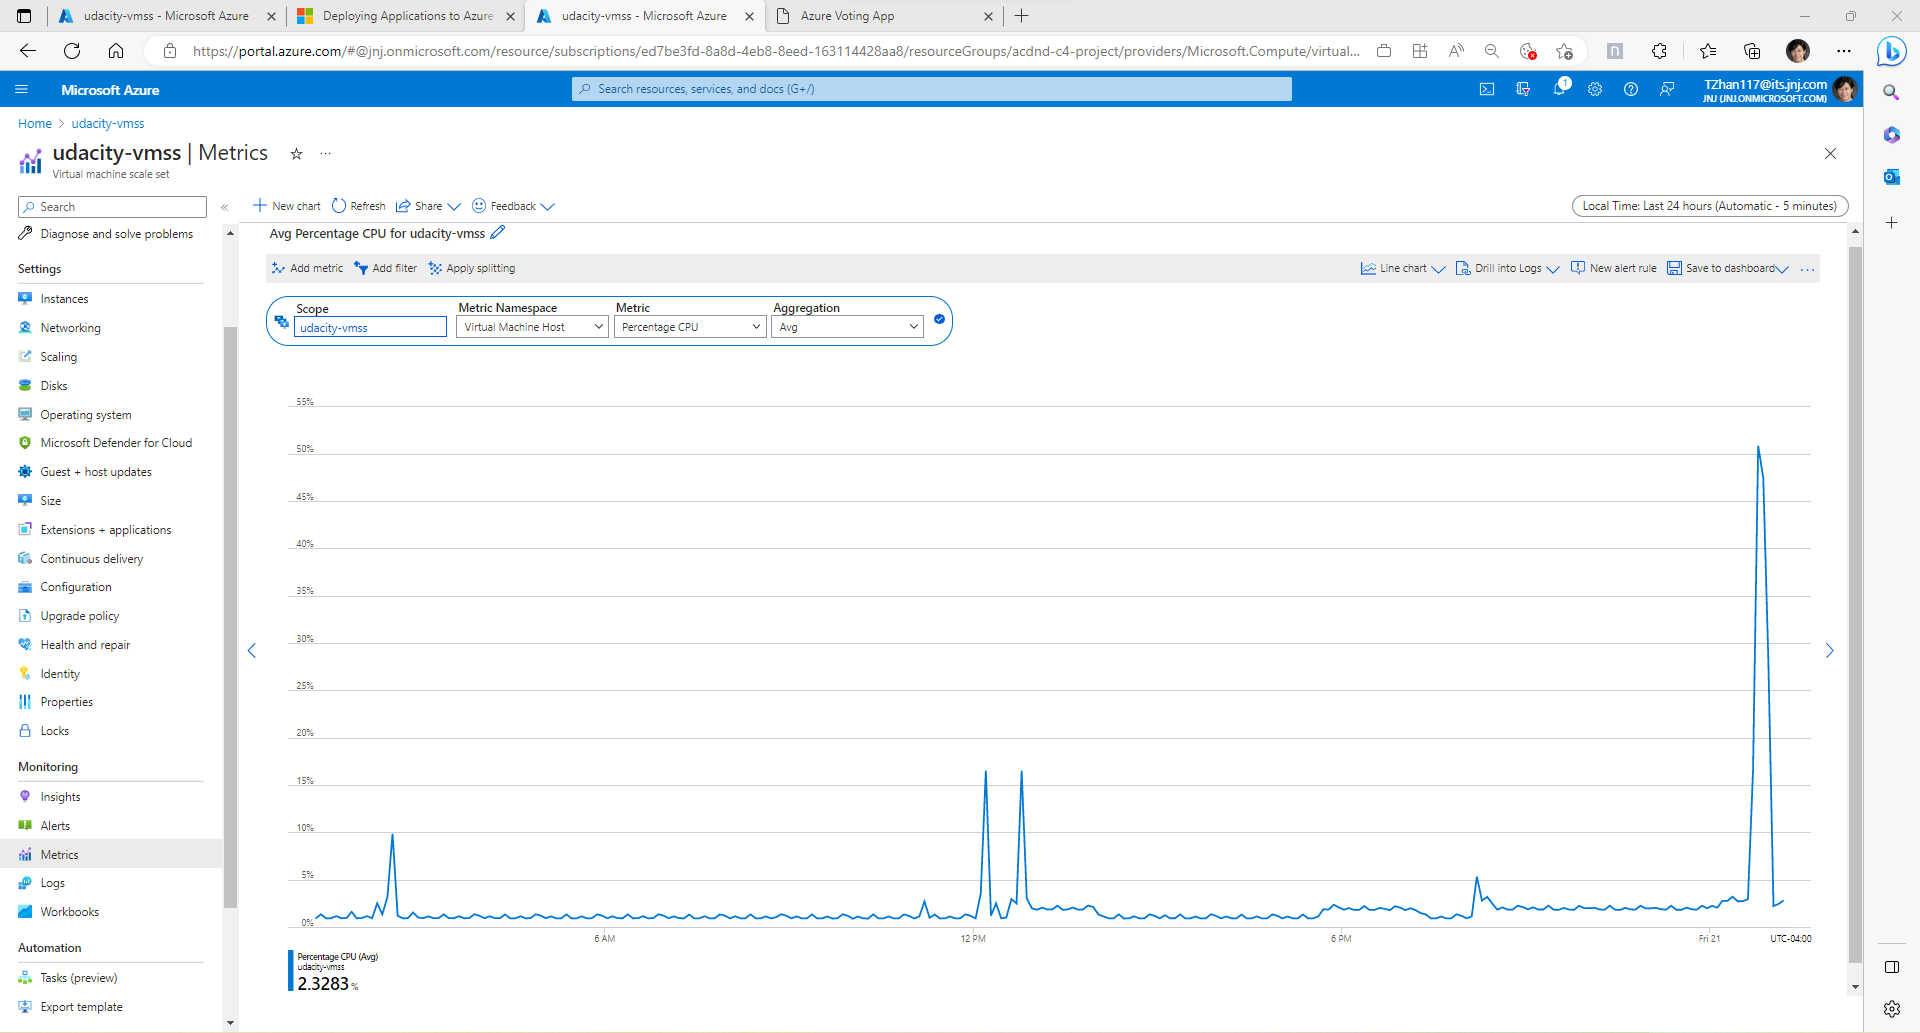 udacity-vmss - Microsoft Azure
Deploying Applications to Azure
udacity-vmss - Microsoft Azure
Azure Voting App
https://portal.azure.com/#@jnj.onmicrosoft.com/resource/subscriptions/ed7be3fd-8a8d-4eb8-8eed-163114428aa8/resourceGroups/acdnd-c4-project/providers/Microsoft.Compute/virtual...
Microsoft Azure
Search resources, services, and docs (G+/)
1
TZhan117@its.jnj.com
JNJ (JNJ.ONMICROSOFT.COM)
Home > udacity-vmss
udacity-vmss | Metrics
Virtual machine scale set
Search
Diagnose and solve problems
Settings
Instances
Networking
Scaling
Disks
Operating system
Microsoft Defender for Cloud
Guest + host updates
Size
Extensions + applications
Continuous delivery
Configuration
Upgrade policy
Health and repair
Identity
Properties
Locks
Monitoring
Insights
Alerts
Metrics
Logs
Workbooks
Automation
Tasks (preview)
Export template
New chart
Refresh
Share
Feedback
Local Time: Last 24 hours (Automatic - 5 minutes)
Avg Percentage CPU for udacity-vmss
Add metric
Add filter
Apply splitting
Line chart
Drill into Logs
New alert rule
Save to dashboard
Scope
udacity-vmss
Metric Namespace
Virtual Machine Host
Metric
Percentage CPU
Aggregation
Avg
55%
50%
45%
40%
35%
30%
25%
20%
15%
10%
5%
0%
6 AM
12 PM
6 PM
Fri 21
UTC-04:00
Percentage CPU (Avg)
udacity-vmss
2.3283 %